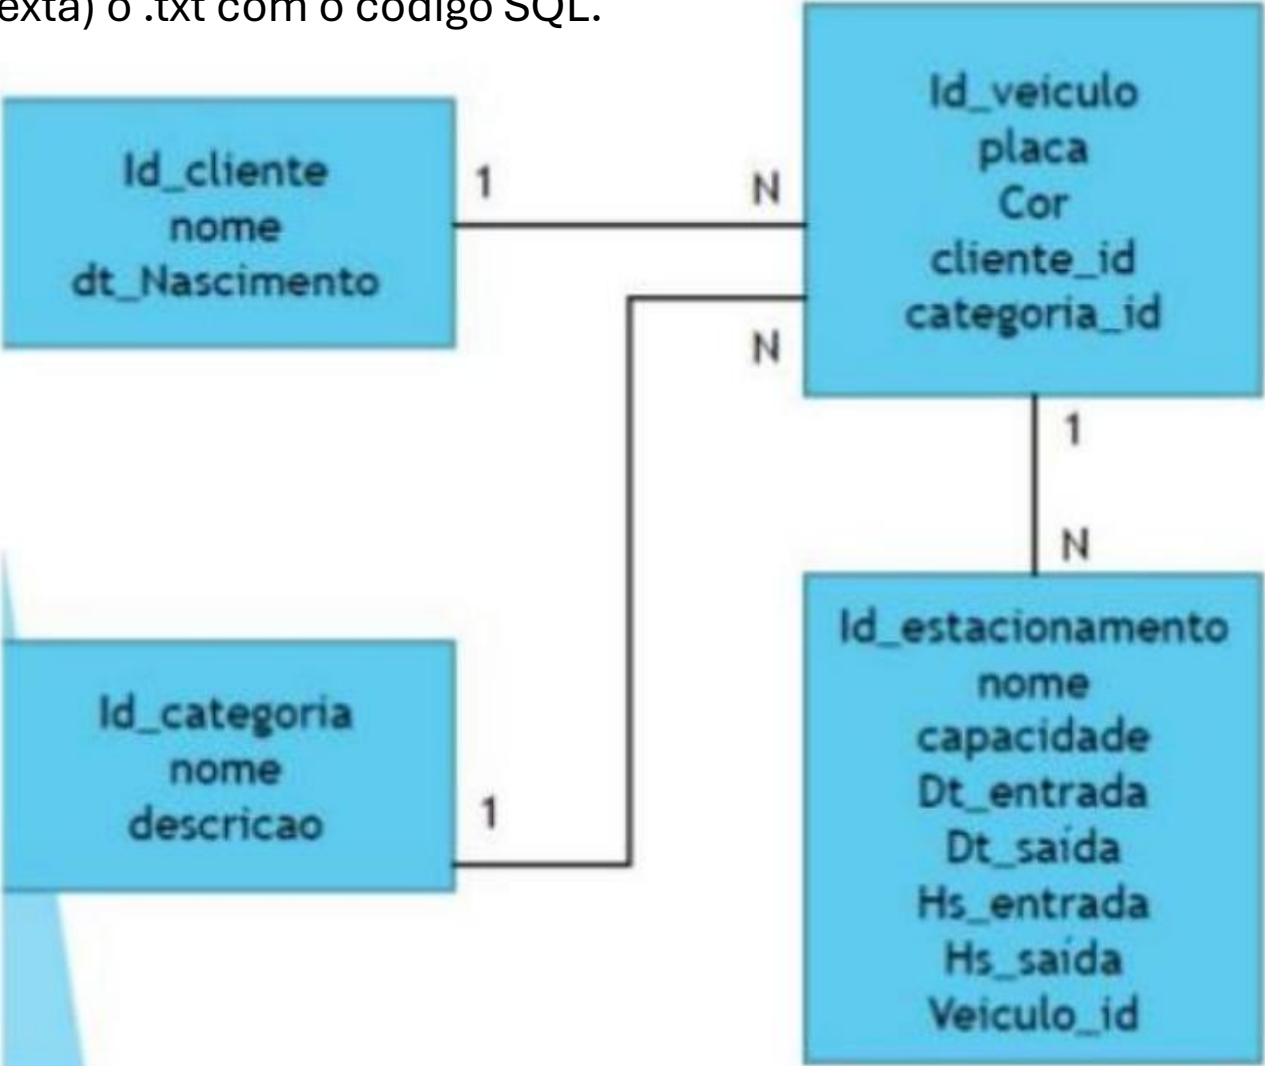 exta) o .txt com o código SQL.
Id_cliente
nome
dt_Nascimento
1
N
Id_veiculo
placa
Cor
cliente_id
categoria_id
N
1
N
Id_categoria
nome
descricao
1
Id_estacionamento
nome
capacidade
Dt_entrada
Dt_saída
Hs_entrada
Hs_saída
Veiculo_id